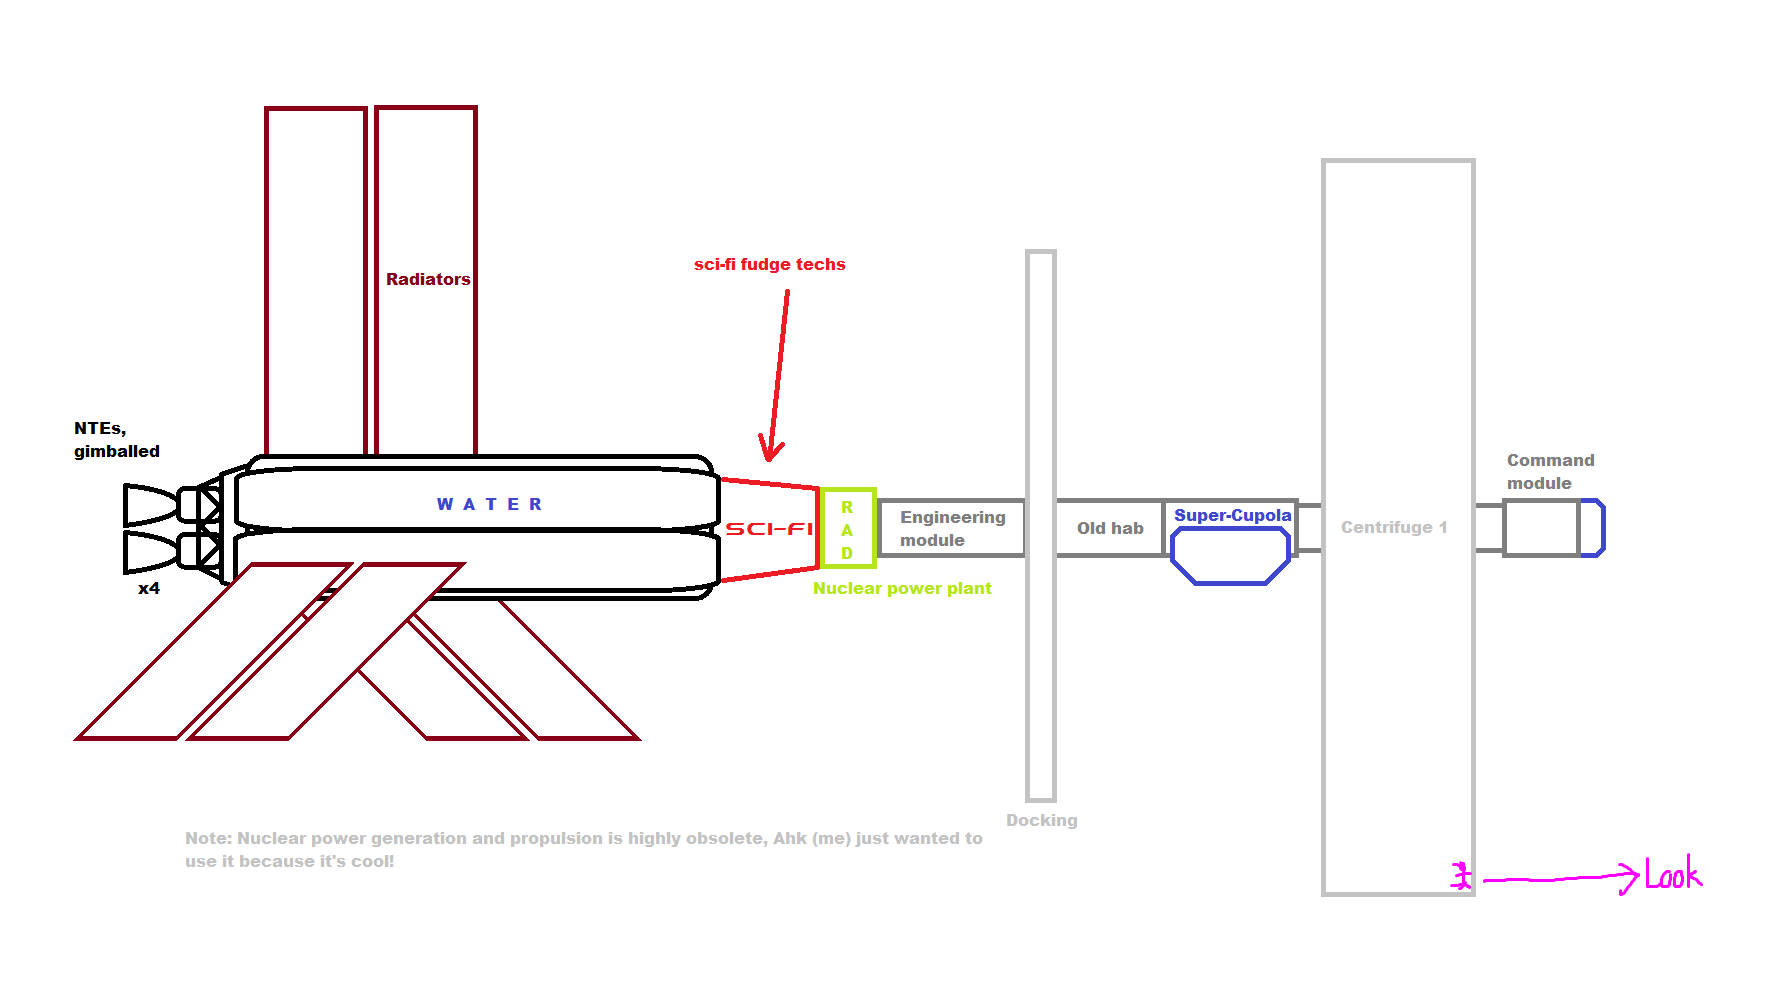 sci-fi fudge techs
Radiators
NTEs,
gimballed
x4
W A T E R
SCI-FI
R
A
D
Nuclear power plant
Engineering
module
Old hab
Super-Cupola
Centrifuge 1
Command
module
Docking
Note: Nuclear power generation and propulsion is highly obsolete, Ahk (me) just wanted to
use it because it's cool!
Look